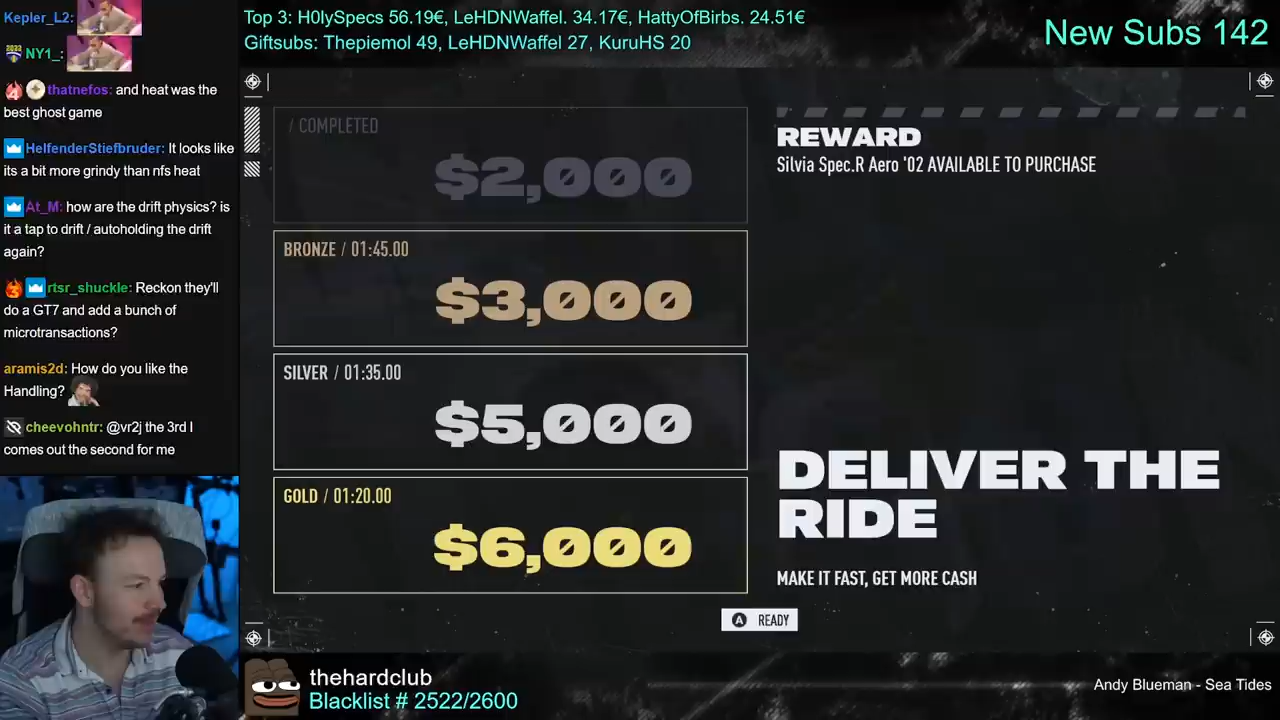 Kepler_L2:
NY1_:
thatnefos: and heat was the
best ghost game
HelfenderStiefbruder: It looks like
its a bit more grindy than nfs heat
At_M: how are the drift physics? is
it a tap to drift / autoholding the drift
again?
rtsr_shuckle: Reckon they'll
do a GT7 and add a bunch of
microtransactions?
aramis2d: How do you like the
Handling?
cheevohntr: @vr2j the 3rd I
comes out the second for me
Top 3: H0lySpecs 56.19€, LeHDNWaffel. 34.17€, HattyOfBirbs. 24.51€
Giftsubs: Thepiemol 49, LeHDNWaffel 27, KuruHS 20
New Subs 142
/ COMPLETED
$2,000
BRONZE / 01:45.00
$3,000
SILVER / 01:35.00
$5,000
GOLD / 01:20.00
$6,000
REWARD
Silvia Spec.R Aero '02 AVAILABLE TO PURCHASE
DELIVER THE
RIDE
MAKE IT FAST, GET MORE CASH
A READY
thehardclub
Blacklist # 2522/2600
Andy Blueman - Sea Tides